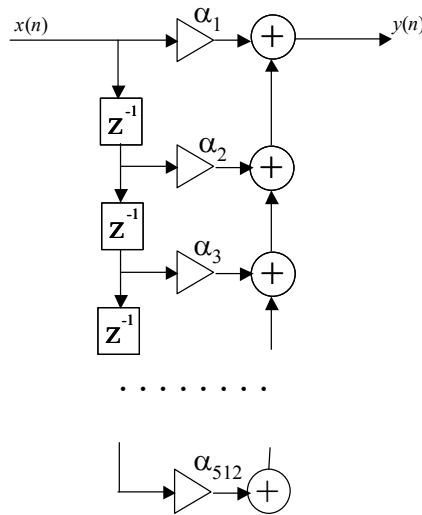 x(n) α₁ + y(n)
z⁻¹
α₂ +
z⁻¹
α₃ +
z⁻¹
. . . . . . . .
α₅₁₂ +